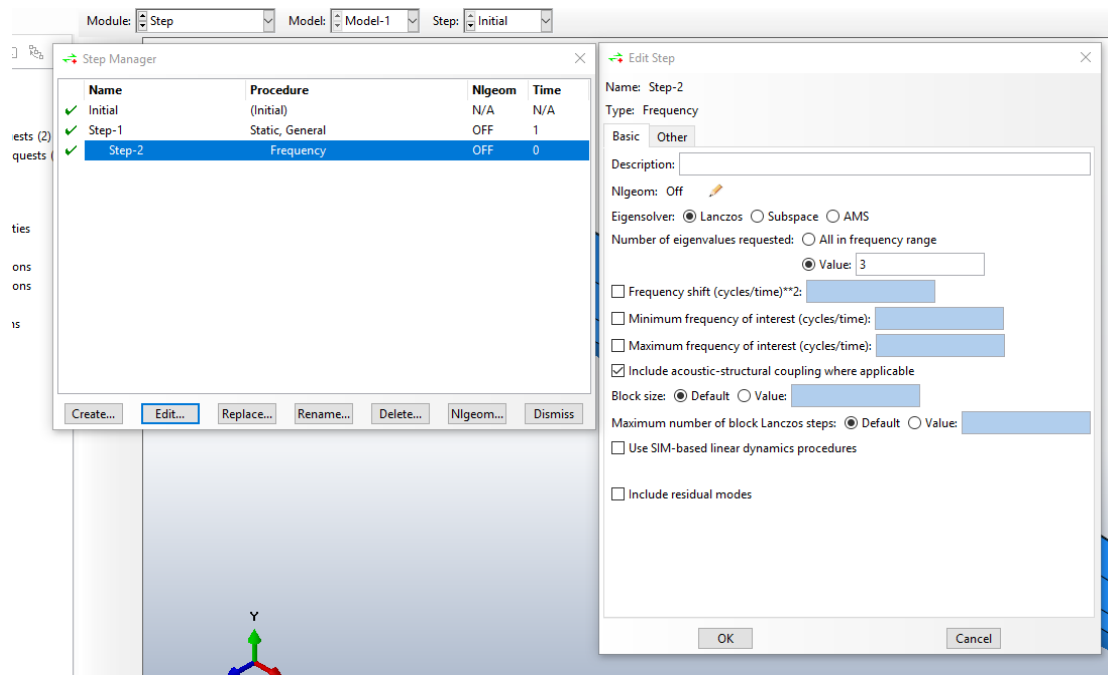 Module: Step Model: Model-1 Step: Initial
Step Manager
Name Procedure Nlgeom Time
Initial (Initial) N/A N/A
Step-1 Static, General OFF 1
Step-2 Frequency OFF 0
Create... Edit... Replace... Rename... Delete... Nlgeom... Dismiss
ests (2)
quests (
ties
ons
ons
ns
Edit Step
Name: Step-2
Type: Frequency
Basic Other
Description:
Nlgeom: Off
Eigensolver: Lanczos Subspace AMS
Number of eigenvalues requested: All in frequency range
Value: 3
Frequency shift (cycles/time)**2:
Minimum frequency of interest (cycles/time):
Maximum frequency of interest (cycles/time):
Include acoustic-structural coupling where applicable
Block size: Default Value:
Maximum number of block Lanczos steps: Default Value:
Use SIM-based linear dynamics procedures
Include residual modes
OK Cancel
Y